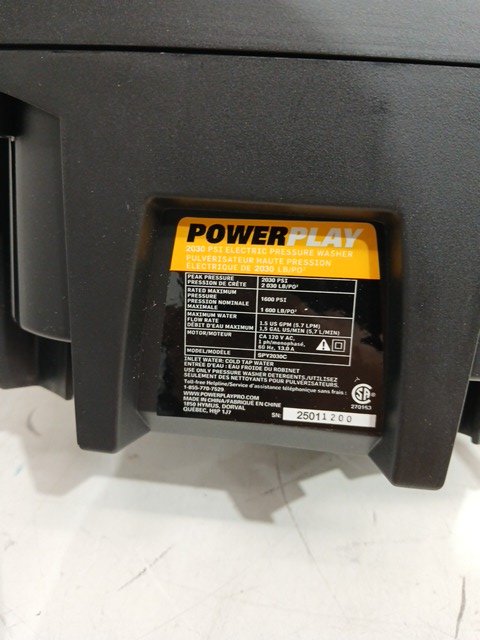 POWERPLAY
2030 PSI ELECTRIC PRESSURE WASHER
PULVERISATEUR HAUTE PRESSION
ÉLECTRIQUE DE 2030 LB/PO²
PEAK PRESSURE 2030 PSI
PRESSION DE CRÊTE 2 030 LB/PO²
RATED MAXIMUM
PRESSURE 1600 PSI
PRESSION NOMINALE
MAXIMALE 1 600 LB/PO²
MAXIMUM WATER
FLOW RATE 1.5 US GPM (5.7 LPM)
DÉBIT D'EAU MAXIMUM 1,5 GAL US/MIN (5,7 L/MIN)
MOTOR/MOTEUR: CA 120 V AC,
1 ph/monophasé,
60 Hz, 13.0 A
MODEL/MODÈLE SPY2030C
INLET WATER: COLD TAP WATER
ENTRÉE D'EAU : EAU FROIDE DU ROBINET
USE ONLY PRESSURE WASHER DETERGENTS /UTILISEZ
SEULEMENT DES NETTOYANTS POUR PULVÉRISATEURS.
Toll-free Helpline/Service d'assistance téléphonique sans frais :
1-855-770-7529
WWW.POWERPLAYPRO.COM
MADE IN CHINA/FABRIQUÉ EN CHINE
1850 HYMUS, DORVAL
QUÉBEC, H9P 1J7
SA
270153
SN: 25011200